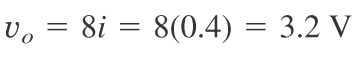 v_o = 8i = 8(0.4) = 3.2 V